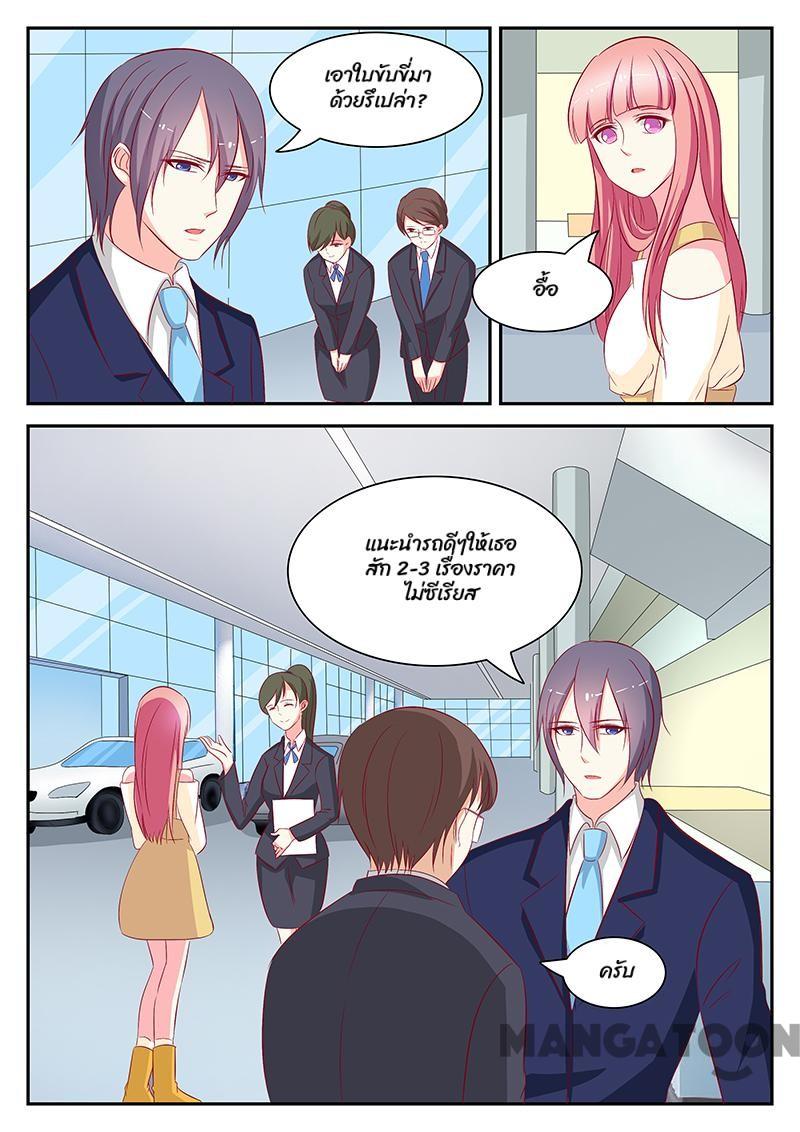 เอาใบขับขี่มา
ด้วยรึเปล่า?
อื้อ
แนะนำรถดีๆให้เธอ
สัก 2-3 เรื่องราคา
ไม่ซีเรียส
ครับ
MANGATOON